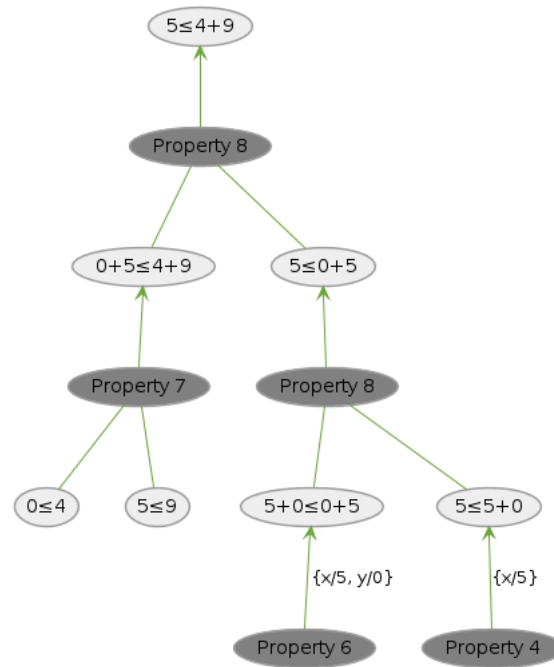 5≤4+9
Property 8
0+5≤4+9
5≤0+5
Property 7
Property 8
0≤4
5≤9
5+0≤0+5
5≤5+0
{x/5, y/0}
{x/5}
Property 6
Property 4